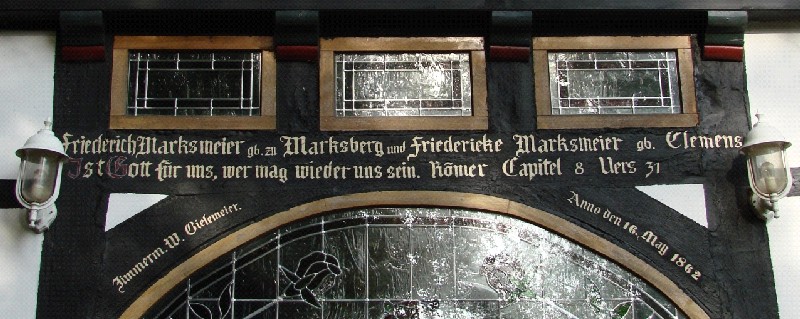 Friederich Marksmeier gb. zu Marksberg und Friedericke Marksmeier gb. Clemens
Ist Gott für uns, wer mag wieder uns sein. Römer Capitel 8 Vers 31
Zimmerm. W. Cielemeier.
Anno den 16. May 1862